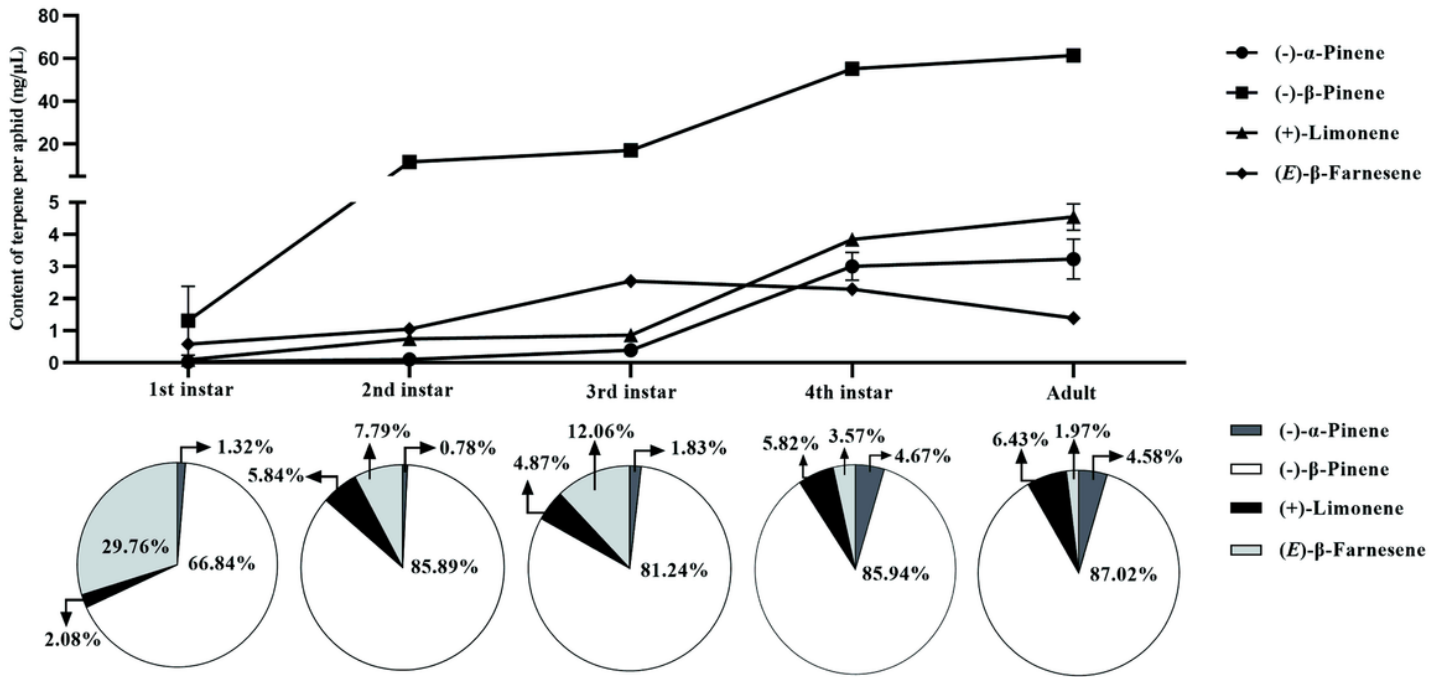 Content of terpene per aphid (ng/μL)
80
60
40
20
5
4
3
2
1
0
1st instar
2nd instar
3rd instar
4th instar
Adult
(-)-α-Pinene
(-)-β-Pinene
(+)-Limonene
(E)-β-Farnesene
1.32%
29.76%
66.84%
2.08%
7.79%
0.78%
5.84%
85.89%
12.06%
1.83%
4.87%
81.24%
5.82%
3.57%
4.67%
85.94%
6.43%
1.97%
4.58%
87.02%
(-)-α-Pinene
(-)-β-Pinene
(+)-Limonene
(E)-β-Farnesene